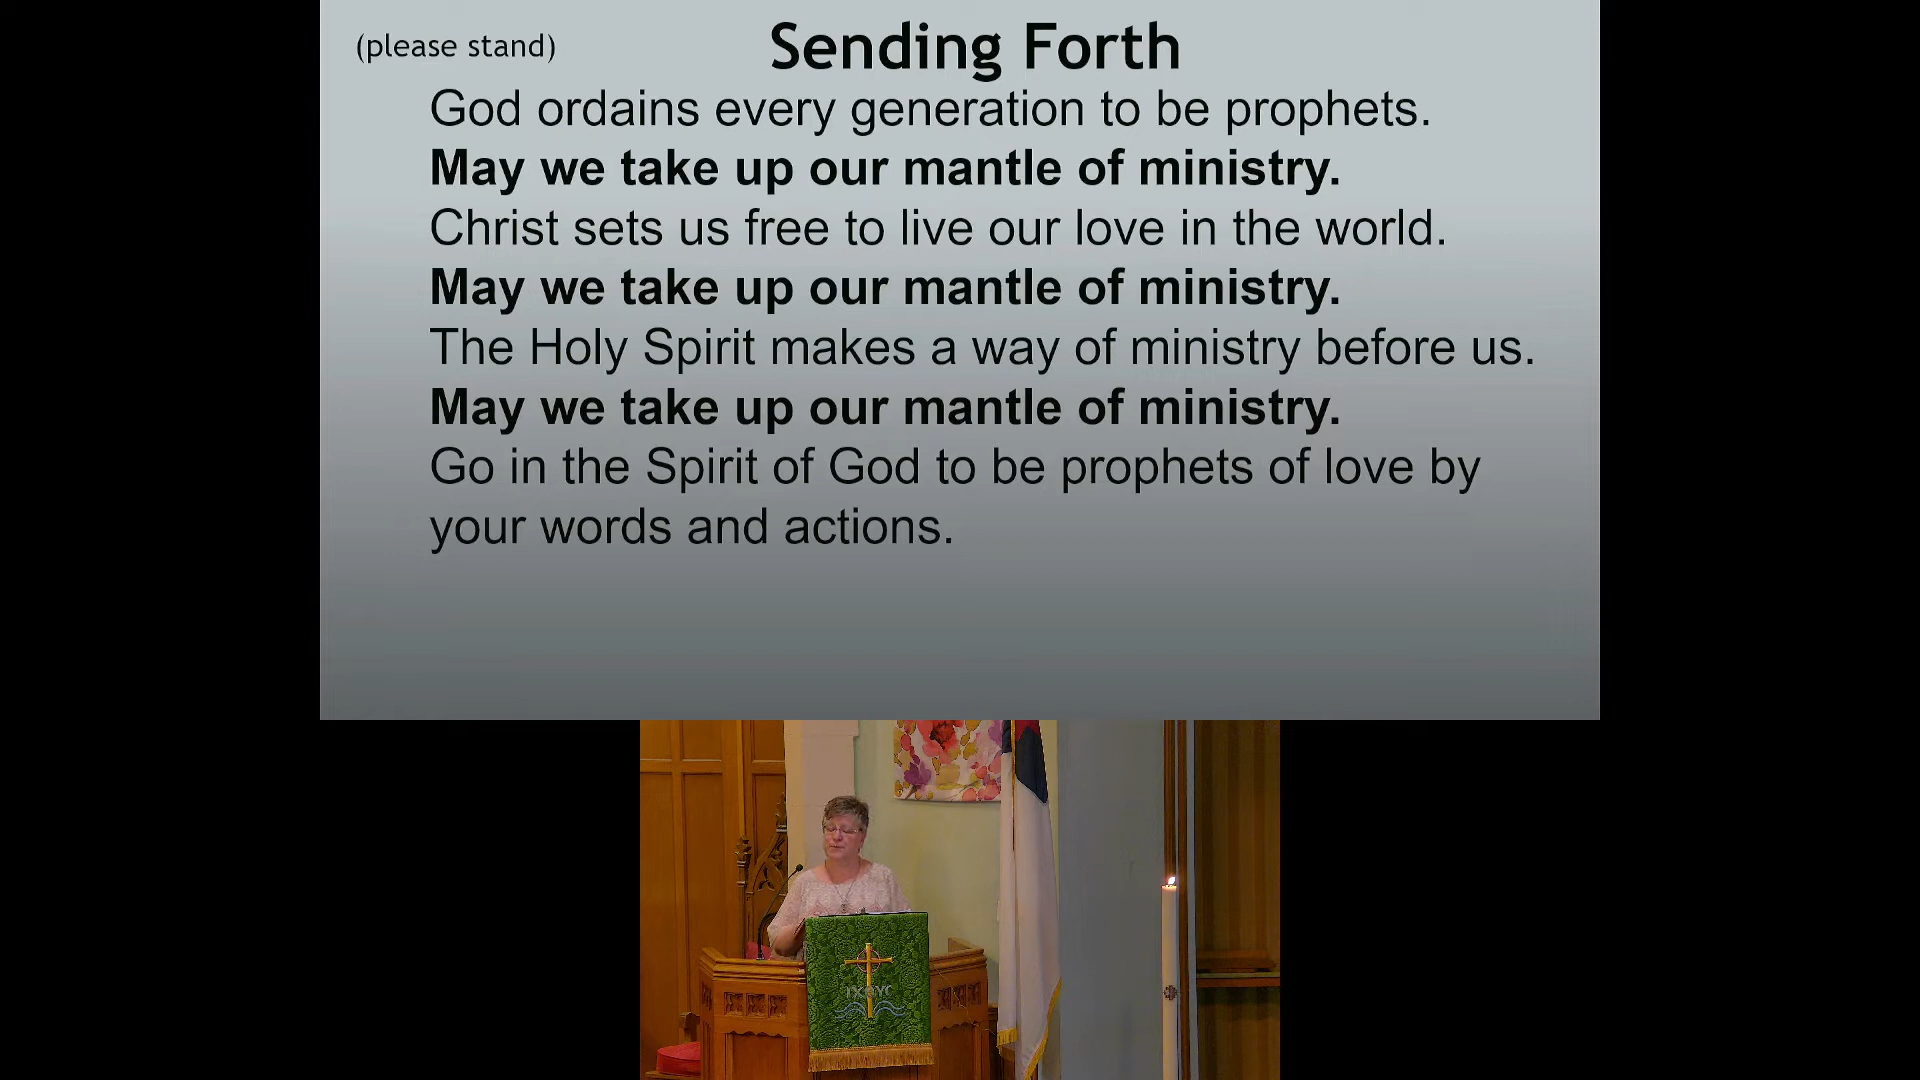 (please stand)
Sending Forth
God ordains every generation to be prophets.
May we take up our mantle of ministry.
Christ sets us free to live our love in the world.
May we take up our mantle of ministry.
The Holy Spirit makes a way of ministry before us.
May we take up our mantle of ministry.
Go in the Spirit of God to be prophets of love by
your words and actions.